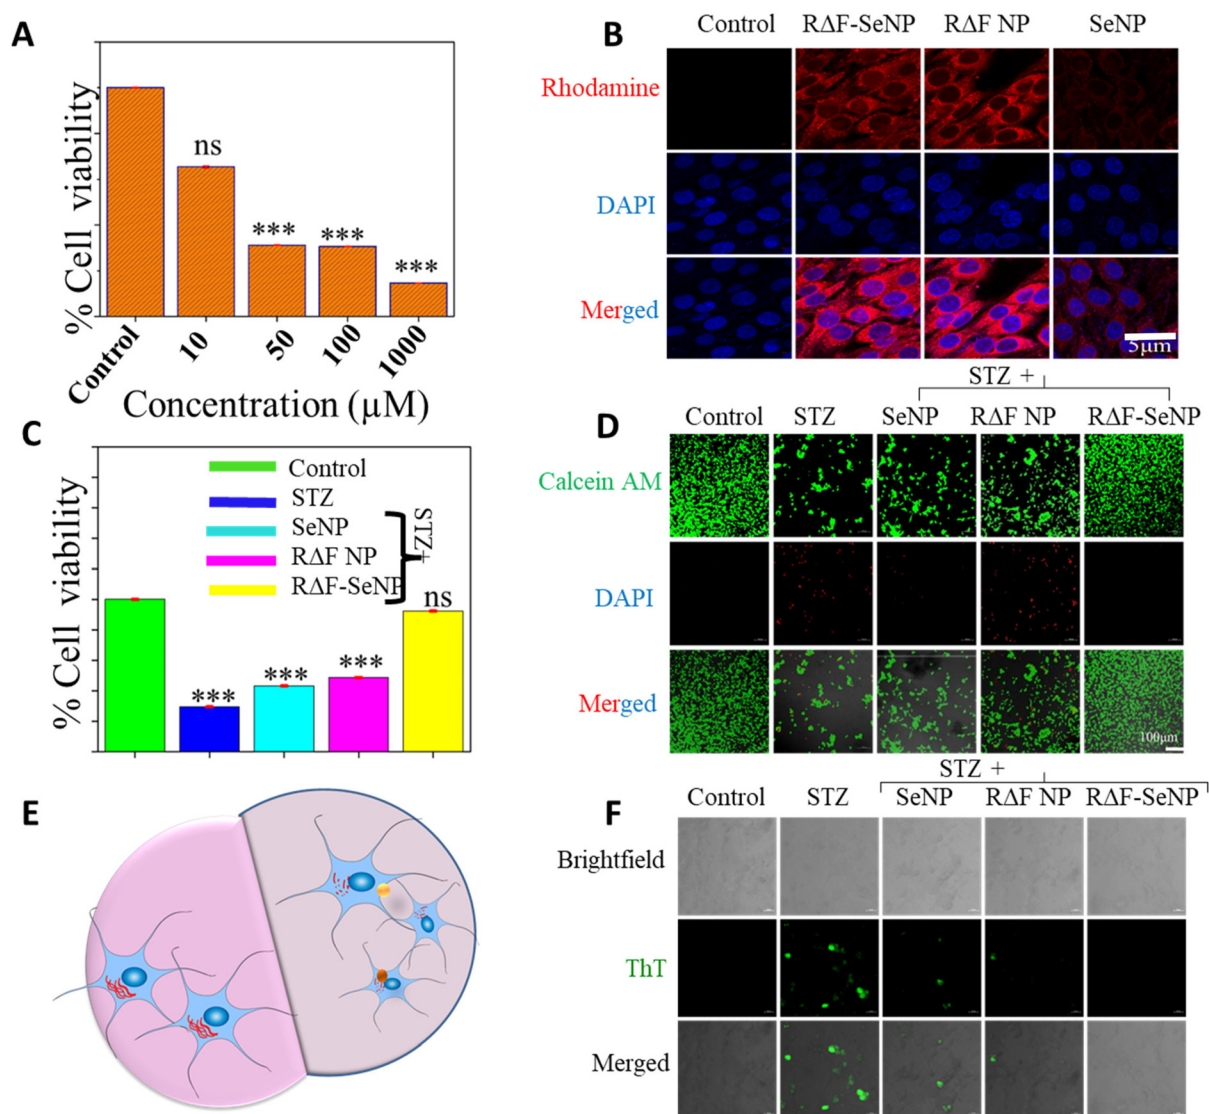 A
% Cell viability
ns
***
***
***
Control
10
50
100
1000
Concentration (µM)
B
Control RΔF-SeNP RΔF NP SeNP
Rhodamine
DAPI
Merged
5µm
C
% Cell viability
Control
STZ
SeNP
RΔF NP
RΔF-SeNP
STZ+
***
***
***
ns
D
STZ +
Control STZ SeNP RΔF NP RΔF-SeNP
Calcein AM
DAPI
Merged
100µm
E
F
STZ +
Control STZ SeNP RΔF NP RΔF-SeNP
Brightfield
ThT
Merged